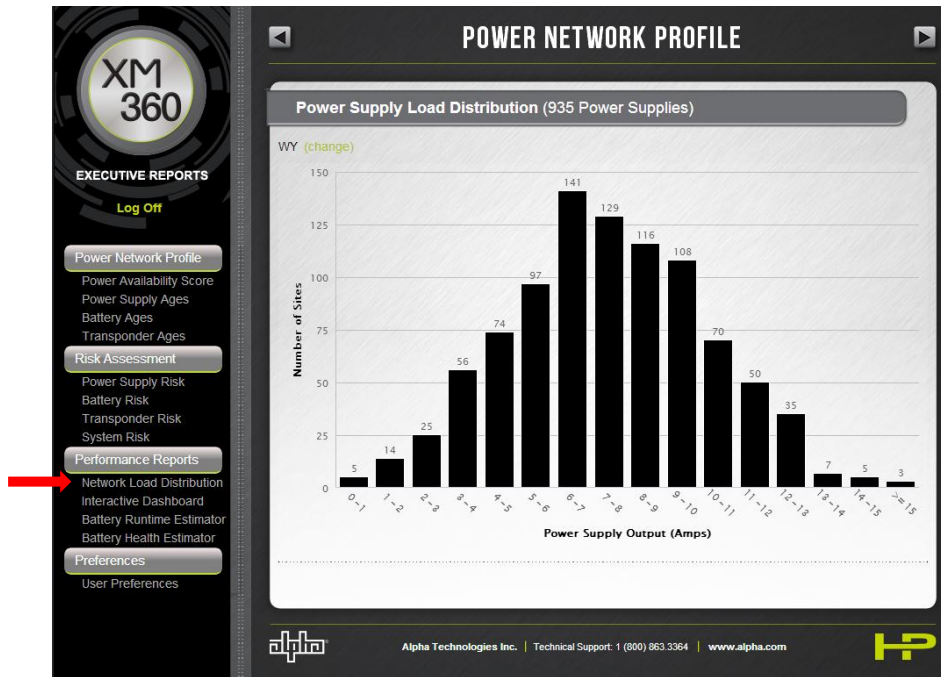 XM
360
EXECUTIVE REPORTS
Log Off
Power Network Profile
Power Availability Score
Power Supply Ages
Battery Ages
Transponder Ages
Risk Assessment
Power Supply Risk
Battery Risk
Transponder Risk
System Risk
Performance Reports
Network Load Distribution
Interactive Dashboard
Battery Runtime Estimator
Battery Health Estimator
Preferences
User Preferences
POWER NETWORK PROFILE
Power Supply Load Distribution (935 Power Supplies)
WY (change)
Number of Sites
150
125
100
75
50
25
0
5
14
25
56
74
97
141
129
116
108
70
50
35
7
5
3
0 - 1
1 - 2
2 - 3
3 - 4
4 - 5
5 - 6
6 - 7
7 - 8
8 - 9
9 - 10
10 - 11
11 - 12
12 - 13
13 - 14
14 - 15
>= 15
Power Supply Output (Amps)
alpha
Alpha Technologies Inc. | Technical Support: 1 (800) 863.3364 | www.alpha.com
HP